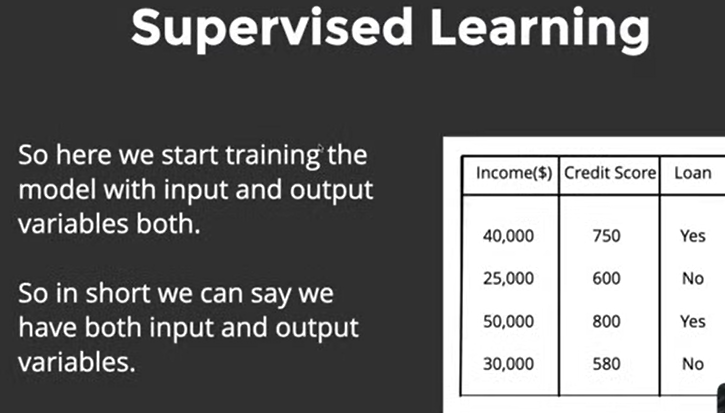 Supervised Learning
So here we start training the
model with input and output
variables both.
So in short we can say we
have both input and output
variables.
Income($) Credit Score Loan
40,000 750 Yes
25,000 600 No
50,000 800 Yes
30,000 580 No